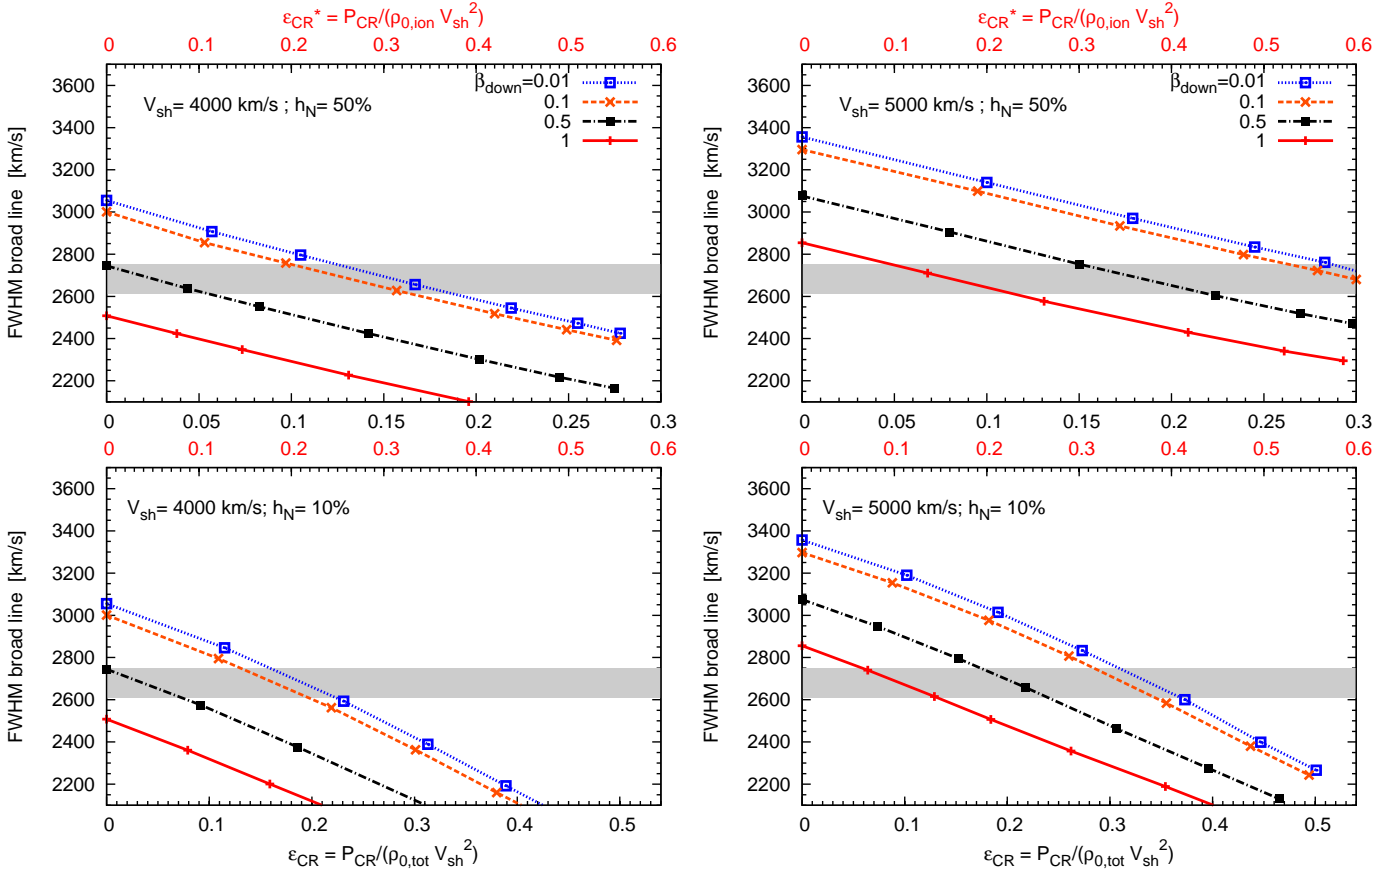 ε_CR* = P_CR/(ρ_0,ion V_sh^2)
0 0.1 0.2 0.3 0.4 0.5 0.6
V_sh= 4000 km/s ; h_N= 50%
β_down=0.01
0.1
0.5
1
FWHM broad line [km/s]
3600
3400
3200
3000
2800
2600
2400
2200
0 0.05 0.1 0.15 0.2 0.25 0.3
ε_CR* = P_CR/(ρ_0,ion V_sh^2)
0 0.1 0.2 0.3 0.4 0.5 0.6
V_sh= 5000 km/s ; h_N= 50%
β_down=0.01
0.1
0.5
1
FWHM broad line [km/s]
3600
3400
3200
3000
2800
2600
2400
2200
0 0.05 0.1 0.15 0.2 0.25 0.3
0 0.1 0.2 0.3 0.4 0.5 0.6
V_sh= 4000 km/s; h_N= 10%
FWHM broad line [km/s]
3600
3400
3200
3000
2800
2600
2400
2200
0 0.1 0.2 0.3 0.4 0.5
ε_CR = P_CR/(ρ_0,tot V_sh^2)
0 0.1 0.2 0.3 0.4 0.5 0.6
V_sh= 5000 km/s; h_N= 10%
FWHM broad line [km/s]
3600
3400
3200
3000
2800
2600
2400
2200
0 0.1 0.2 0.3 0.4 0.5
ε_CR = P_CR/(ρ_0,tot V_sh^2)